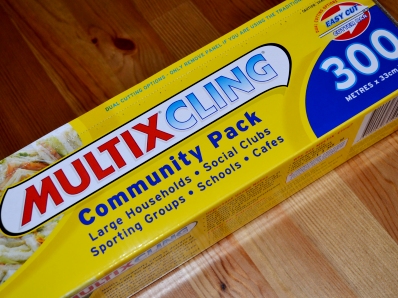 DUAL CUTTING OPTIONS - ONLY REMOVE PANEL IF YOU ARE USING THE TRADITIONAL
EASY CUT
MULTIX CLING
300
METRES x 33cm
Community Pack
Large Households • Social Clubs
Sporting Groups • Schools • Cafes